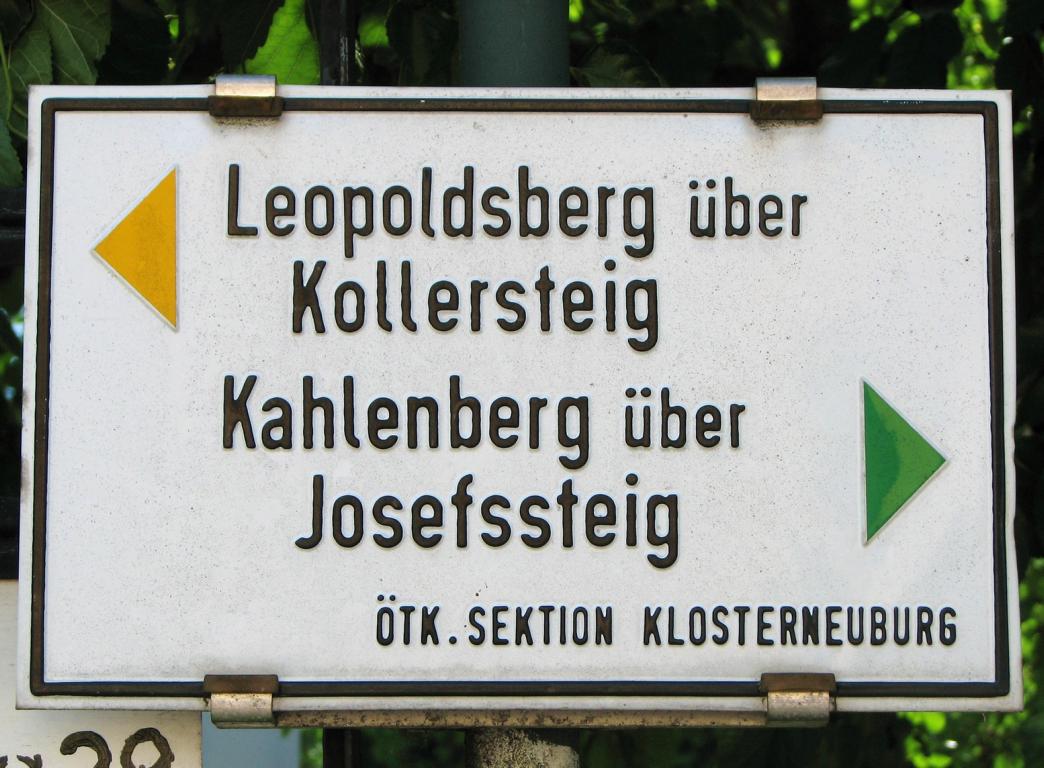 Leopoldsberg über
Kollersteig
Kahlenberg über
Josefssteig
ÖTK. SEKTION KLOSTERNEUBURG